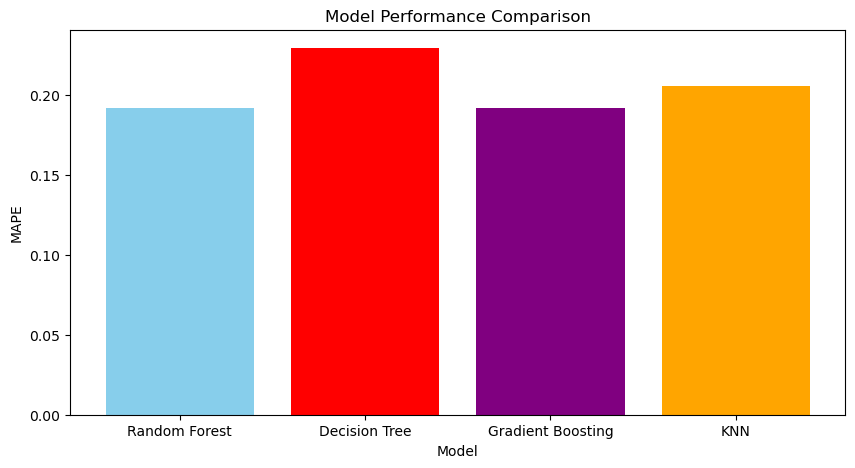 Model Performance Comparison
MAPE
0.20
0.15
0.10
0.05
0.00
Random Forest
Decision Tree
Gradient Boosting
KNN
Model